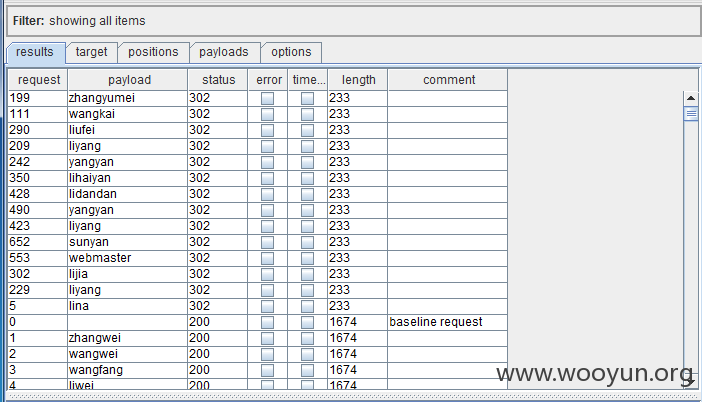 Filter: showing all items
results target positions payloads options
request payload status error time... length comment
199 zhangyumei 302 233
111 wangkai 302 233
290 liufei 302 233
209 liyang 302 233
242 yangyan 302 233
350 lihaiyan 302 233
428 lidandan 302 233
490 yangyan 302 233
423 liyang 302 233
652 sunyan 302 233
553 webmaster 302 233
302 lijia 302 233
229 liyang 302 233
5 lina 302 233
0 200 1674 baseline request
1 zhangwei 200 1674
2 wangwei 200 1674
3 wangfang 200 1674
4 liwei 200 1674
www.wooyun.org